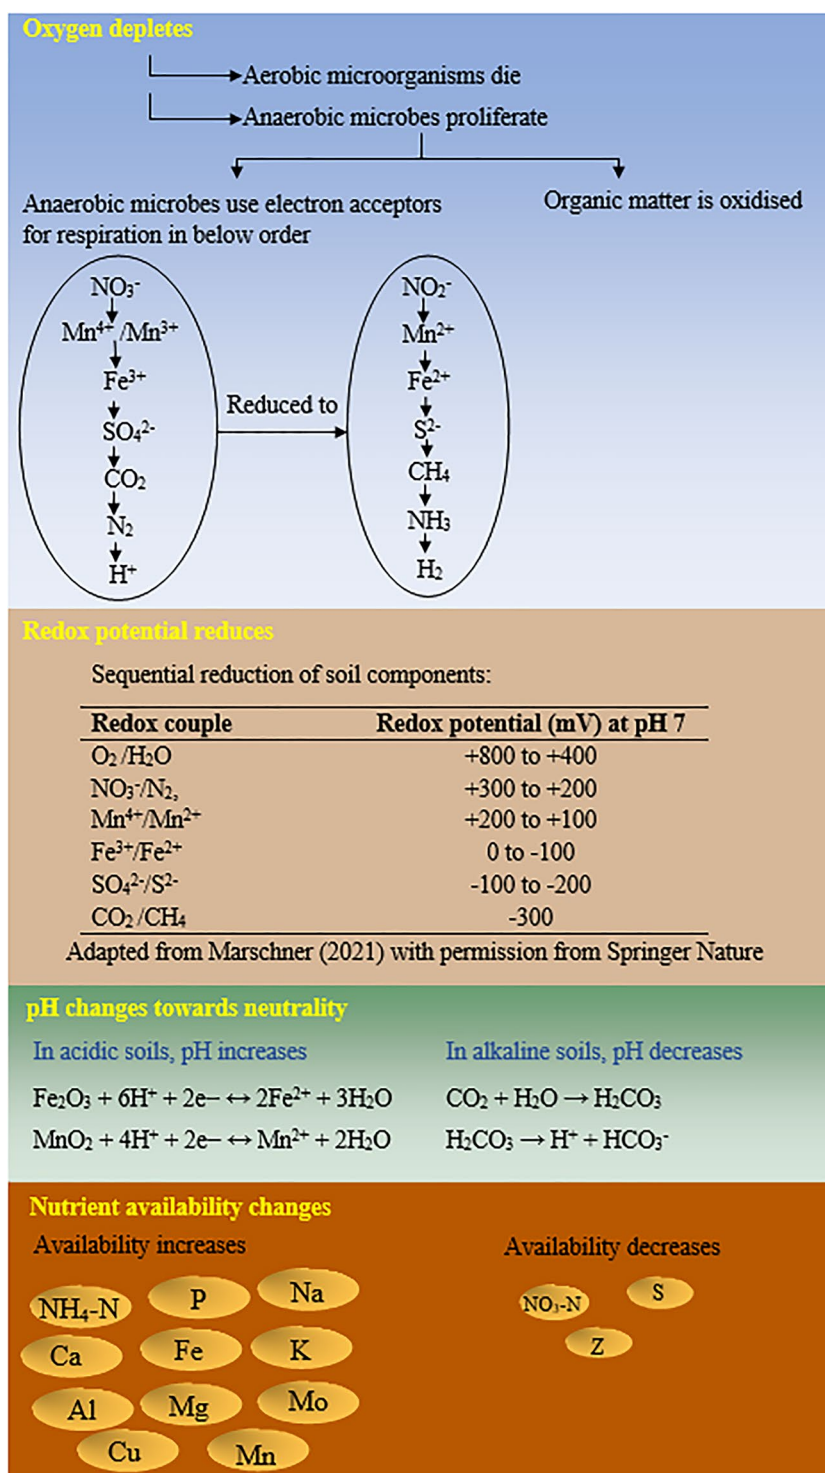 Oxygen depletes
Aerobic microorganisms die
Anaerobic microbes proliferate
Anaerobic microbes use electron acceptors
for respiration in below order
Organic matter is oxidised
NO₃⁻
Mn⁴⁺ /Mn³⁺
Fe³⁺
SO₄²⁻
CO₂
N₂
H⁺
Reduced to
NO₂⁻
Mn²⁺
Fe²⁺
S²⁻
CH₄
NH₃
H₂
Redox potential reduces
Sequential reduction of soil components:
Redox couple Redox potential (mV) at pH 7
O₂/H₂O +800 to +400
NO₃⁻/N₂, +300 to +200
Mn⁴⁺/Mn²⁺ +200 to +100
Fe³⁺/Fe²⁺ 0 to -100
SO₄²⁻/S²⁻ -100 to -200
CO₂/CH₄ -300
Adapted from Marschner (2021) with permission from Springer Nature
pH changes towards neutrality
In acidic soils, pH increases
Fe₂O₃ + 6H⁺ + 2e– ↔ 2Fe²⁺ + 3H₂O
MnO₂ + 4H⁺ + 2e– ↔ Mn²⁺ + 2H₂O
In alkaline soils, pH decreases
CO₂ + H₂O → H₂CO₃
H₂CO₃ → H⁺ + HCO₃⁻
Nutrient availability changes
Availability increases
NH₄-N P Na
Ca Fe K
Al Mg Mo
Cu Mn
Availability decreases
NO₃-N S
Z